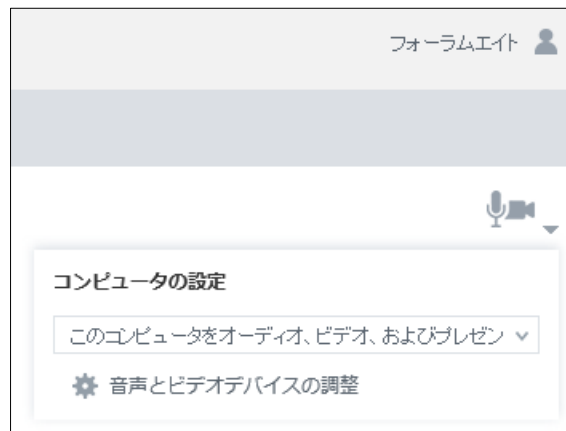 フォーラムエイト
コンピュータの設定
このコンピュータをオーディオ、ビデオ、およびプレゼン
音声とビデオデバイスの調整